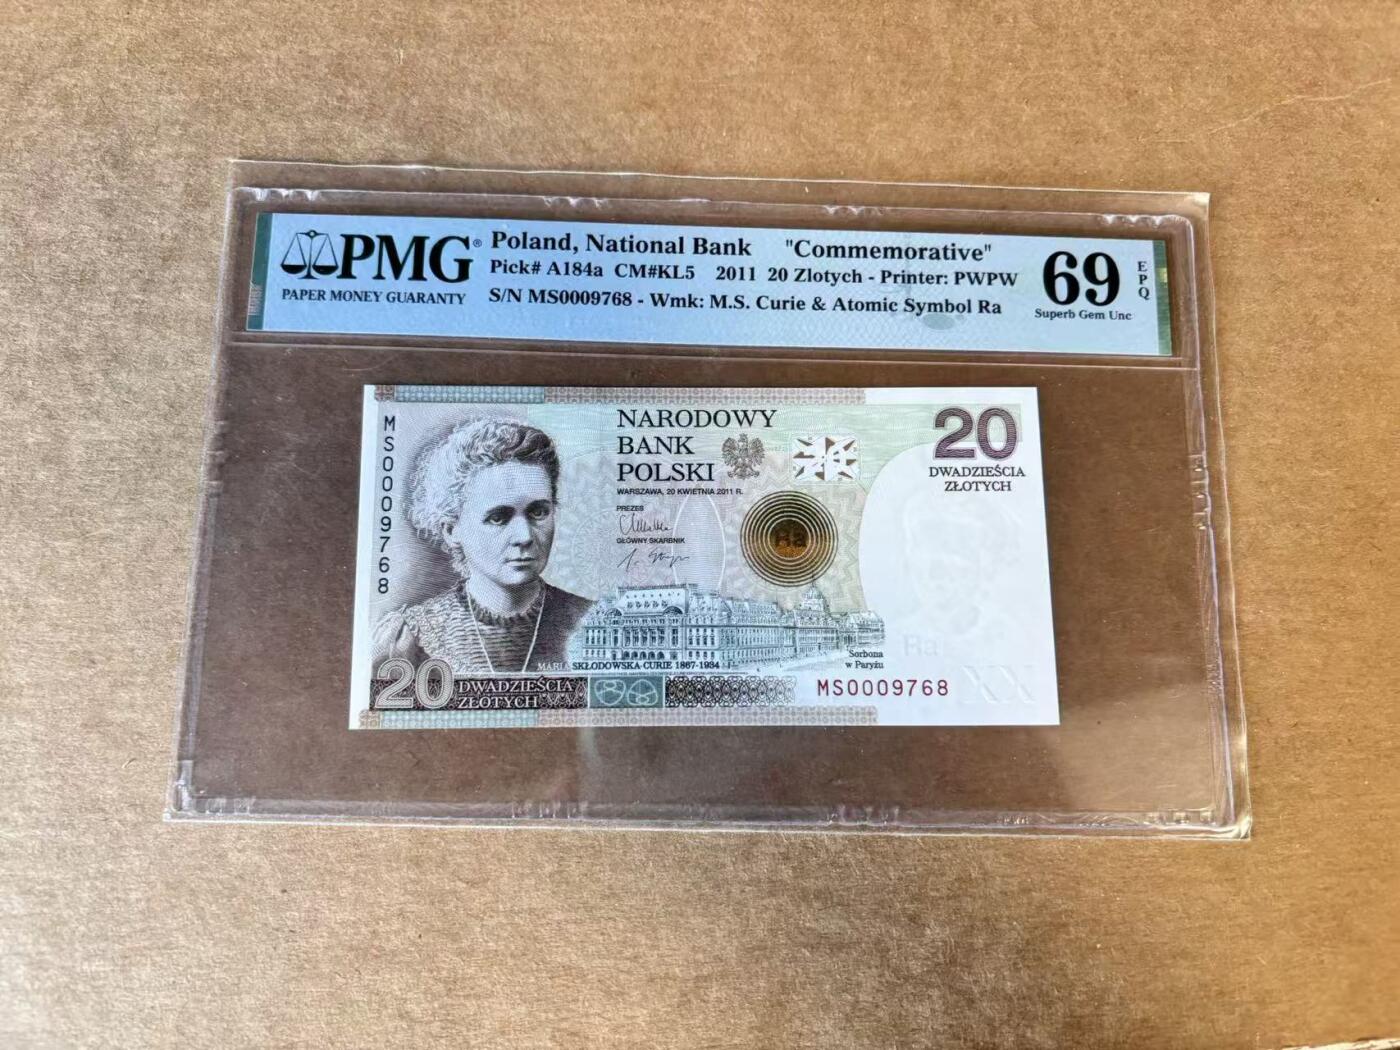 PMG®
PAPER MONEY GUARANTY
Poland, National Bank "Commemorative"
Pick# A184a CM#KL5 2011 20 Zlotych - Printer: PWPW
S/N MS0009768 - Wmk: M.S. Curie & Atomic Symbol Ra
69
EPQ
Superb Gem Unc
MS0009768
NARODOWY
BANK
POLSKI
WARSZAWA, 20 KWIETNIA 2011 R.
PREZES
GŁÓWNY SKARBNIK
20
DWADZIEŚCIA
ZŁOTYCH
Ra
Ra
XX
Sorbona
w Paryżu
MARIA SKŁODOWSKA-CURIE 1867-1934
20 DWADZIEŚCIA
ZŁOTYCH
MS0009768